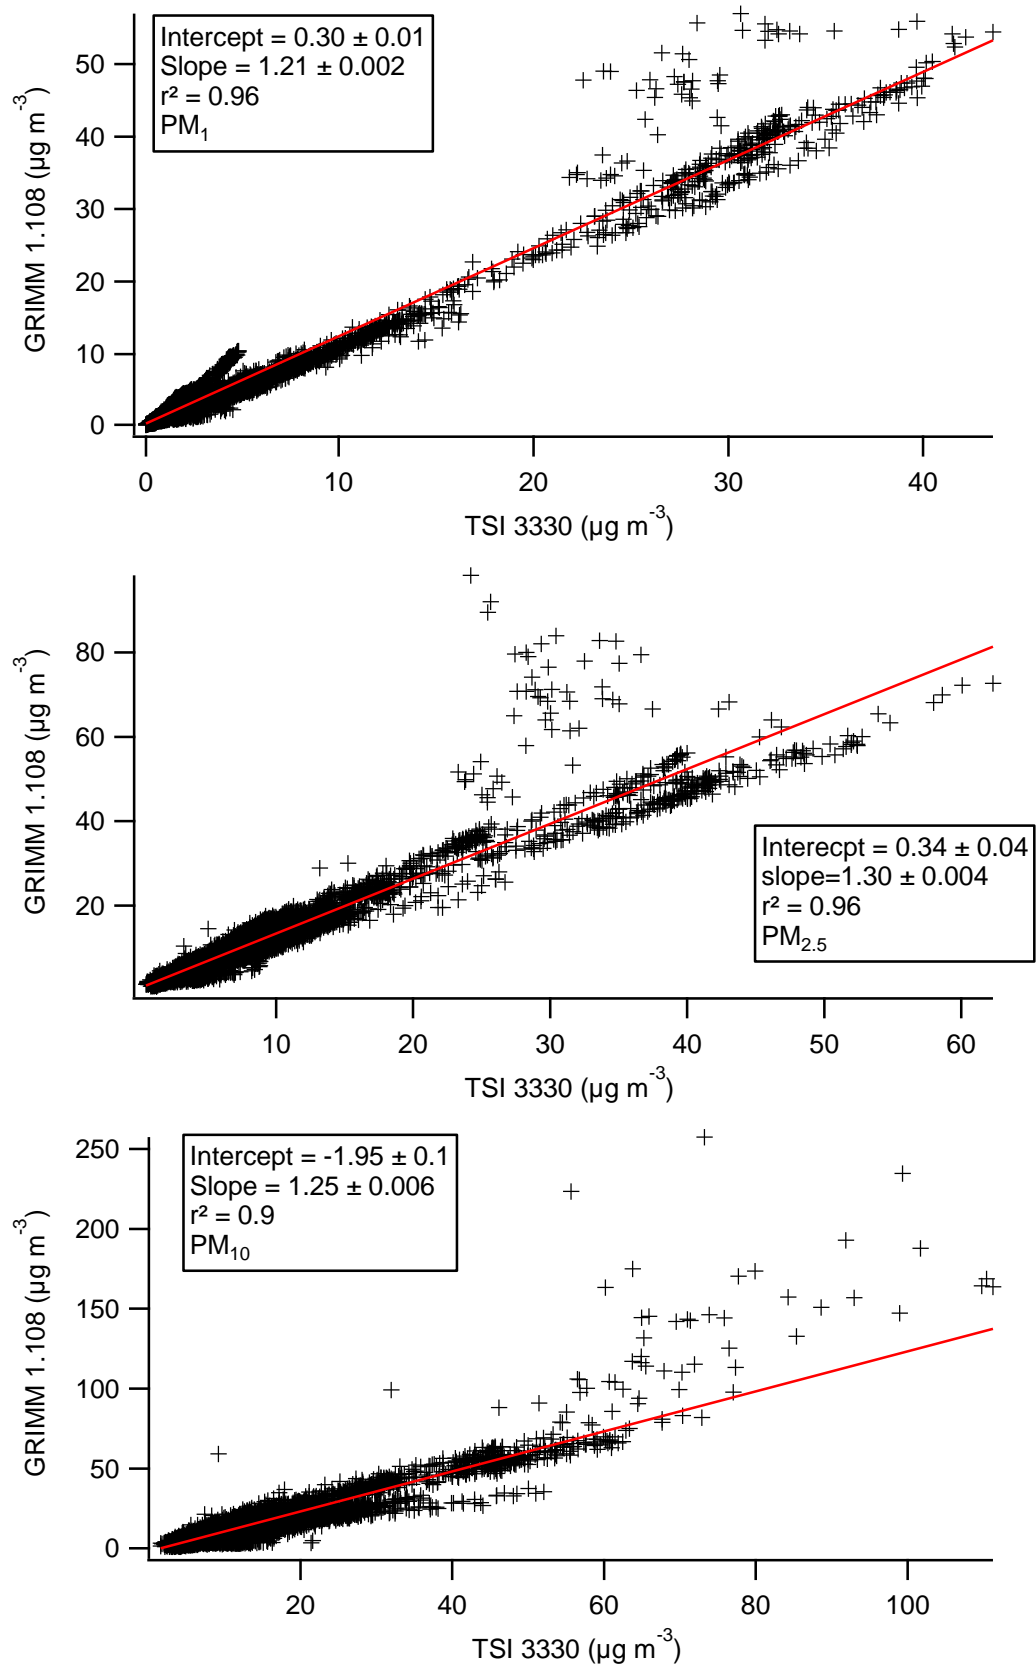 Intercept = 0.30 ± 0.01
Slope = 1.21 ± 0.002
r² = 0.96
PM₁
GRIMM 1.108 (µg m⁻³)
50
40
30
20
10
0
0 10 20 30 40
TSI 3330 (µg m⁻³)
GRIMM 1.108 (µg m⁻³)
80
60
40
20
Interecpt = 0.34 ± 0.04
slope=1.30 ± 0.004
r² = 0.96
PM₂.₅
10 20 30 40 50 60
TSI 3330 (µg m⁻³)
Intercept = -1.95 ± 0.1
Slope = 1.25 ± 0.006
r² = 0.9
PM₁₀
GRIMM 1.108 (µg m⁻³)
250
200
150
100
50
0
20 40 60 80 100
TSI 3330 (µg m⁻³)